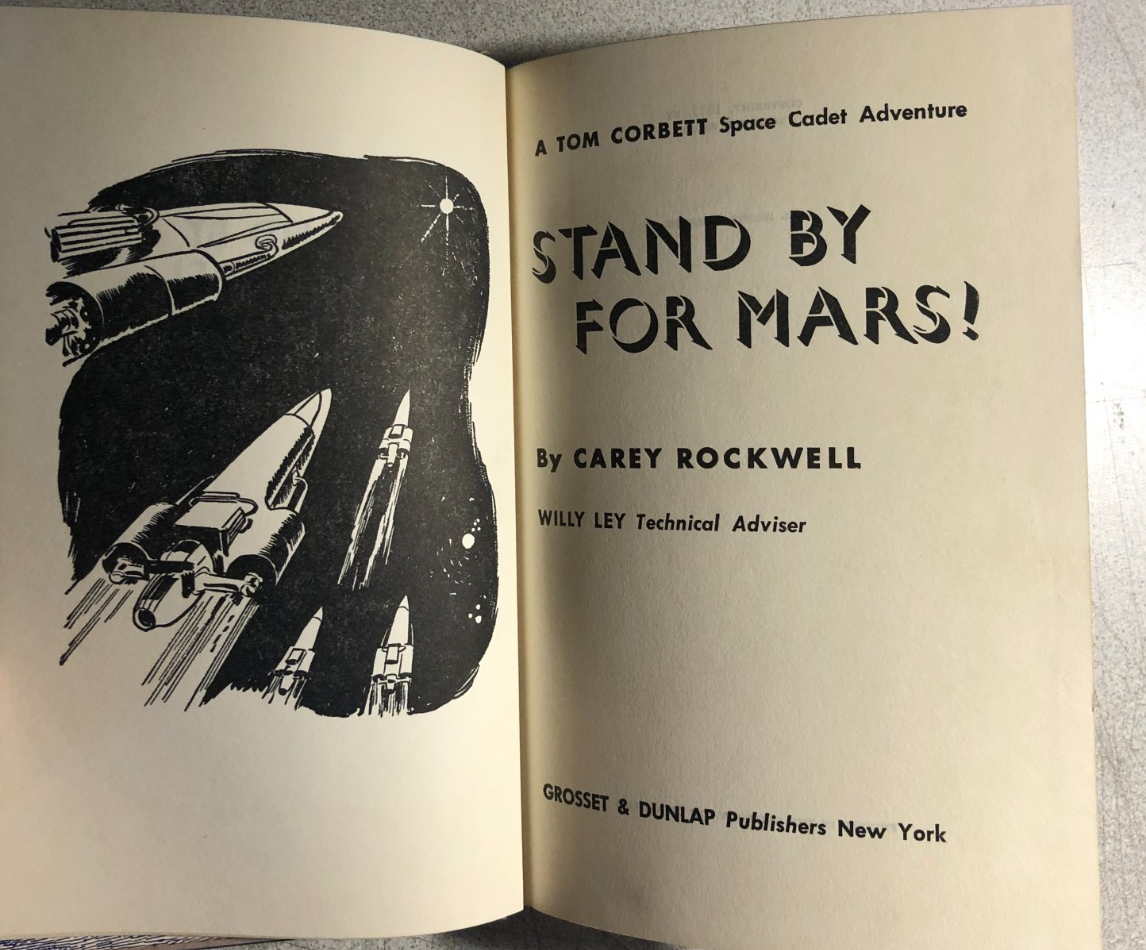 A TOM CORBETT Space Cadet Adventure
STAND BY
FOR MARS!
By CAREY ROCKWELL
WILLY LEY Technical Adviser
GROSSET & DUNLAP Publishers New York